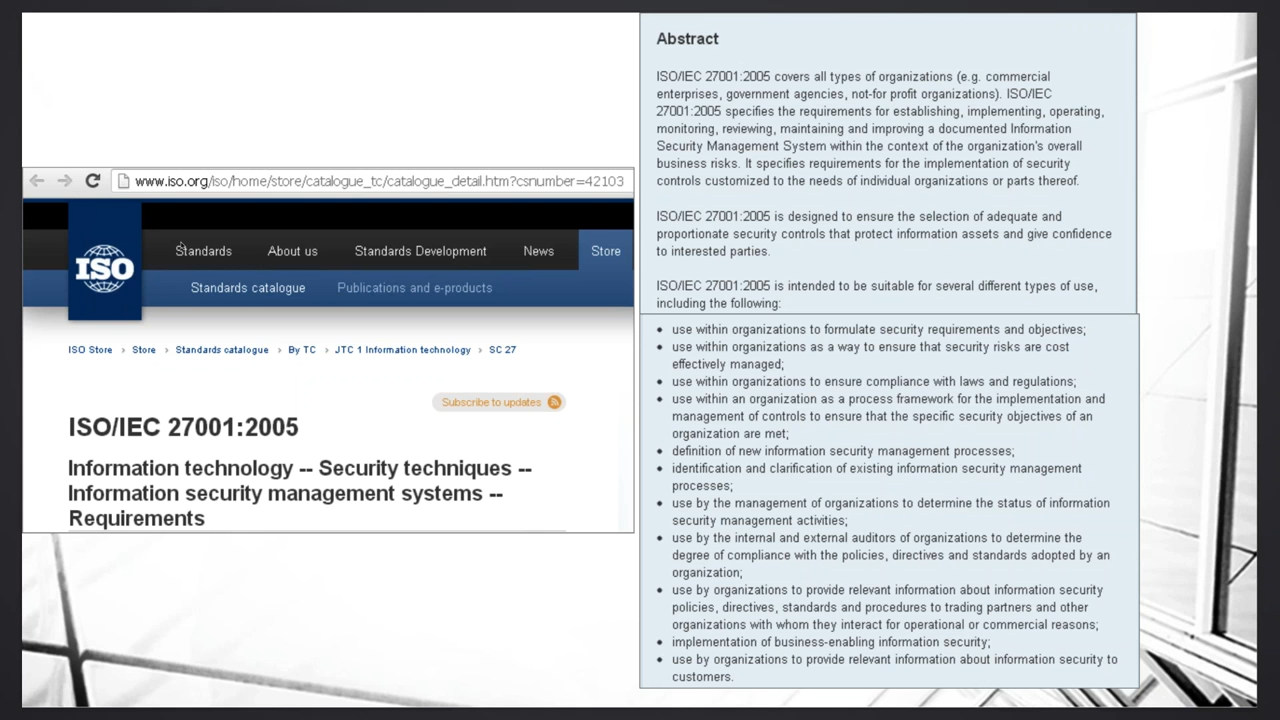 www.iso.org/iso/home/store/catalogue_tc/catalogue_detail.htm?csnumber=42103
ISO
Standards About us Standards Development News Store
Standards catalogue Publications and e-products
ISO Store > Store > Standards catalogue > By TC > JTC 1 Information technology > SC 27
Subscribe to updates
ISO/IEC 27001:2005
Information technology -- Security techniques --
Information security management systems --
Requirements
Abstract
ISO/IEC 27001:2005 covers all types of organizations (e.g. commercial
enterprises, government agencies, not-for profit organizations). ISO/IEC
27001:2005 specifies the requirements for establishing, implementing, operating,
monitoring, reviewing, maintaining and improving a documented Information
Security Management System within the context of the organization's overall
business risks. It specifies requirements for the implementation of security
controls customized to the needs of individual organizations or parts thereof.
ISO/IEC 27001:2005 is designed to ensure the selection of adequate and
proportionate security controls that protect information assets and give confidence
to interested parties.
ISO/IEC 27001:2005 is intended to be suitable for several different types of use,
including the following:
• use within organizations to formulate security requirements and objectives;
• use within organizations as a way to ensure that security risks are cost
effectively managed;
• use within organizations to ensure compliance with laws and regulations;
• use within an organization as a process framework for the implementation and
management of controls to ensure that the specific security objectives of an
organization are met;
• definition of new information security management processes;
• identification and clarification of existing information security management
processes;
• use by the management of organizations to determine the status of information
security management activities;
• use by the internal and external auditors of organizations to determine the
degree of compliance with the policies, directives and standards adopted by an
organization;
• use by organizations to provide relevant information about information security
policies, directives, standards and procedures to trading partners and other
organizations with whom they interact for operational or commercial reasons;
• implementation of business-enabling information security;
• use by organizations to provide relevant information about information security to
customers.